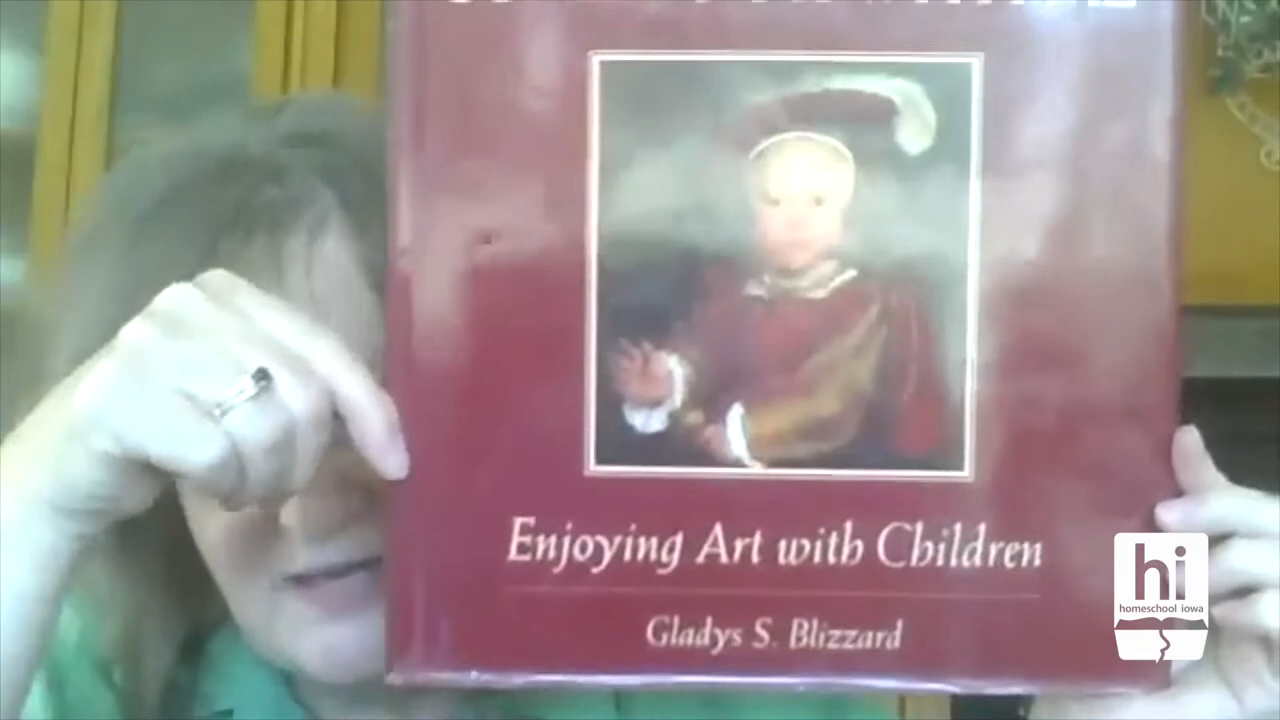 Enjoying Art with Children
Gladys S. Blizzard
hi
homeschool iowa